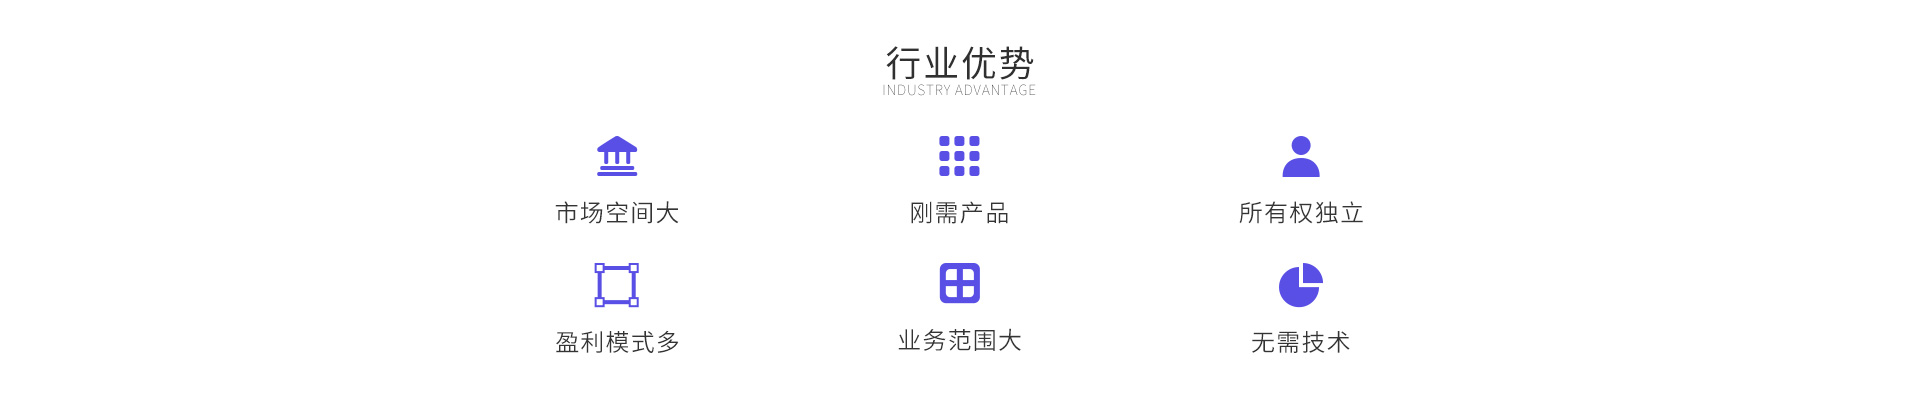 行业优势
INDUSTRY ADVANTAGE
市场空间大
刚需产品
所有权独立
盈利模式多
业务范围大
无需技术